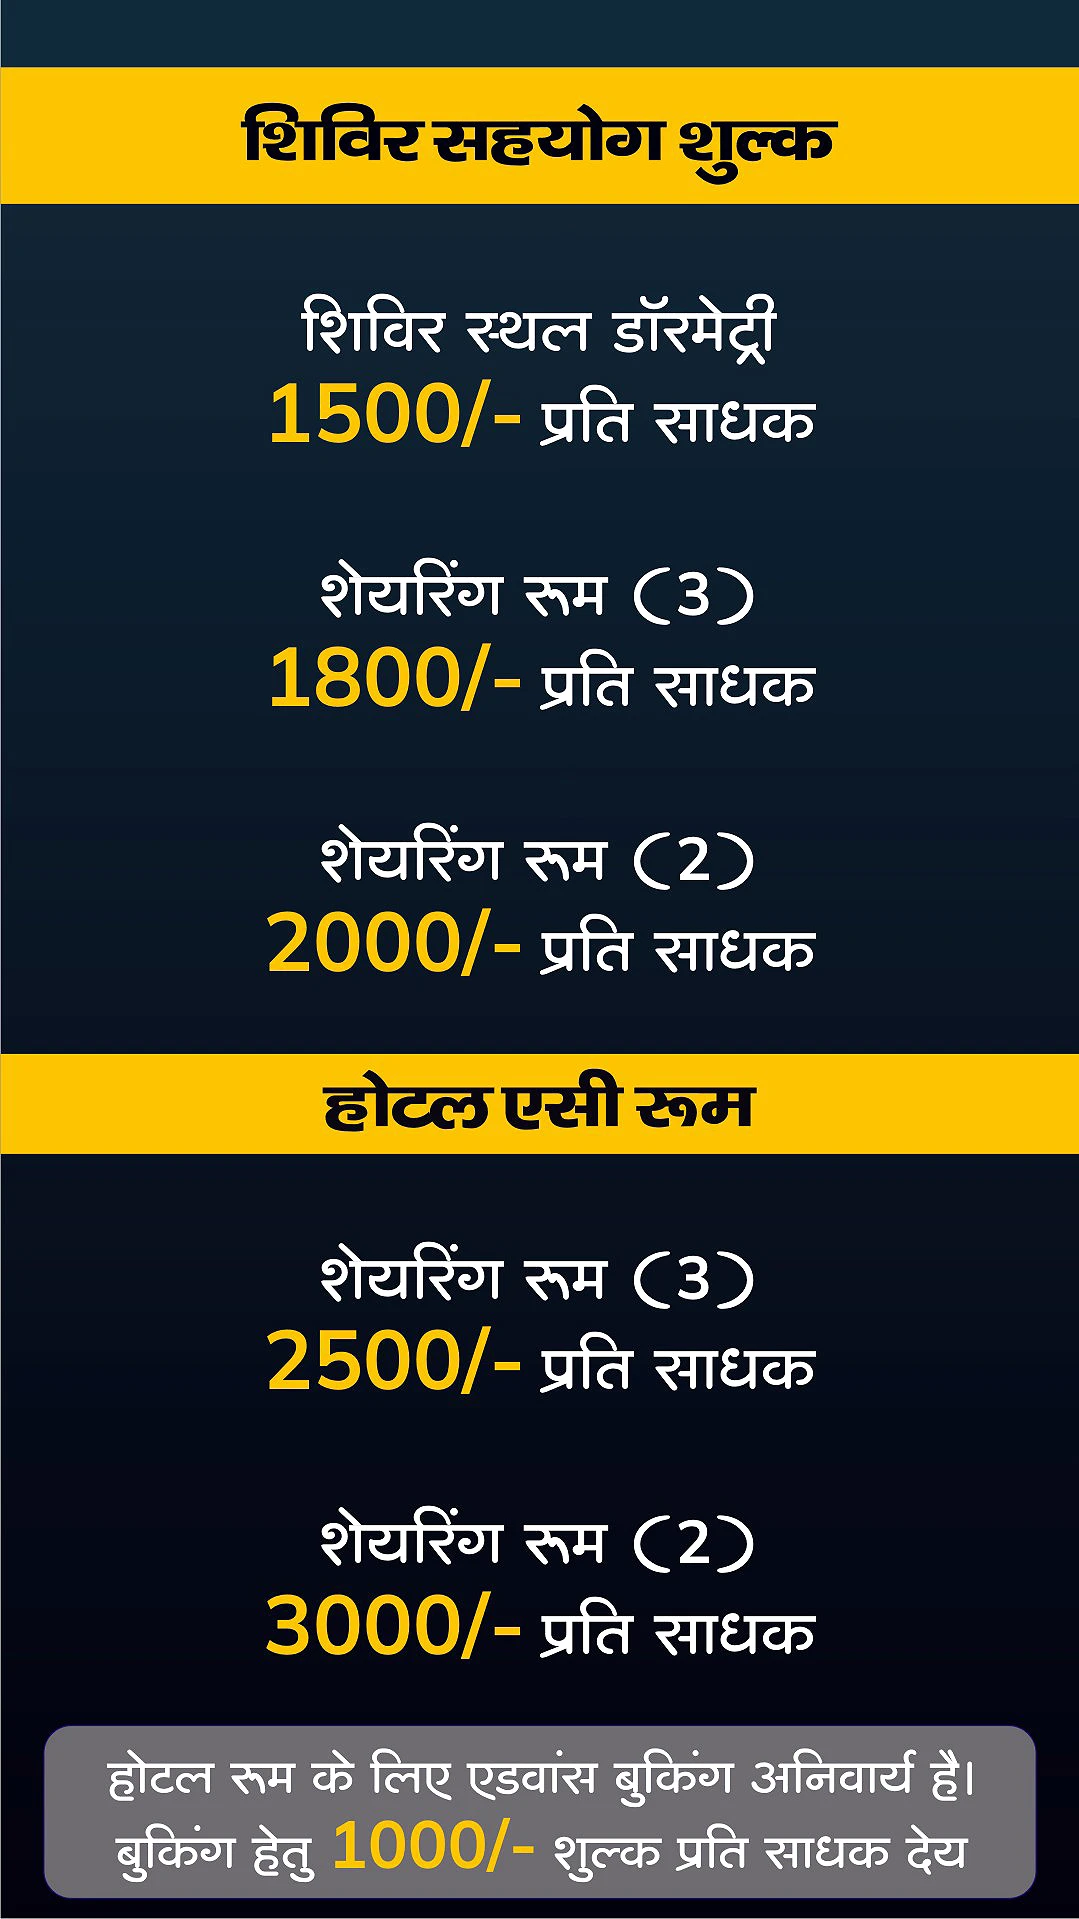 शिविर सहयोग शुल्क
शिविर स्थल डॉरमेट्री
1500/- प्रति साधक
शेयरिंग रूम (3)
1800/- प्रति साधक
शेयरिंग रूम (2)
2000/- प्रति साधक
होटल एसी रूम
शेयरिंग रूम (3)
2500/- प्रति साधक
शेयरिंग रूम (2)
3000/- प्रति साधक
होटल रूम के लिए एडवांस बुकिंग अनिवार्य है।
बुकिंग हेतु 1000/- शुल्क प्रति साधक देय